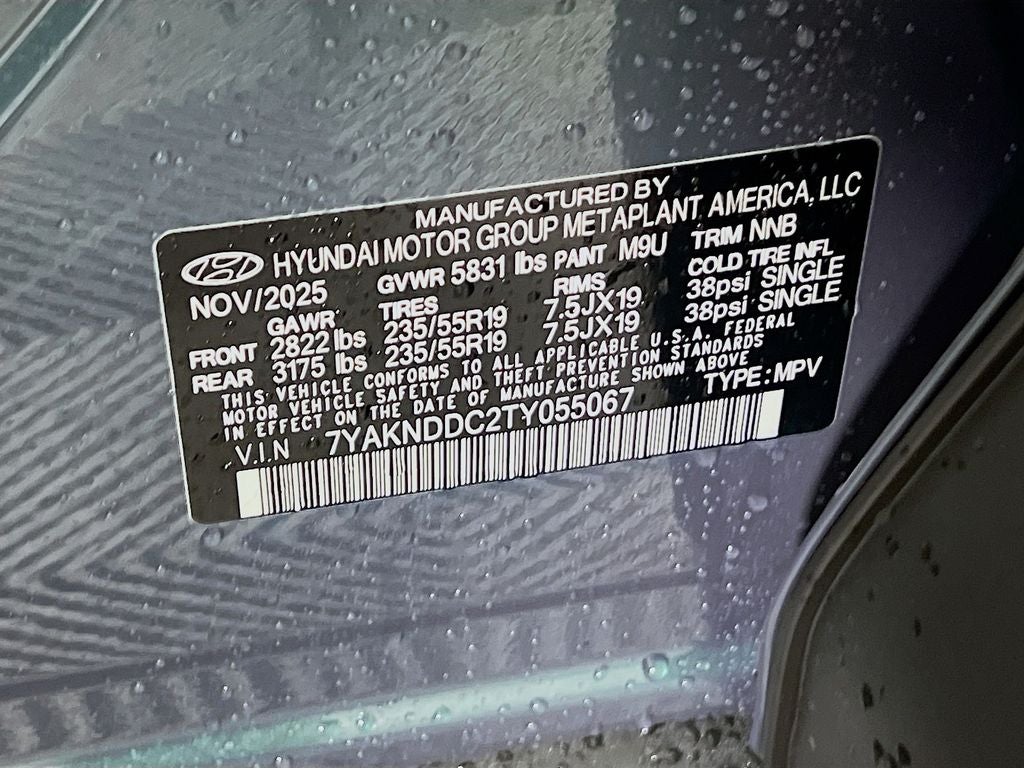 MANUFACTURED BY
HYUNDAI MOTOR GROUP METAPLANT AMERICA, LLC
NOV/2025 GVWR 5831 lbs PAINT M9U TRIM NNB
GAWR TIRES RIMS COLD TIRE INFL
FRONT 2822 lbs 235/55R19 7.5JX19 38psi SINGLE
REAR 3175 lbs 235/55R19 7.5JX19 38psi SINGLE
THIS VEHICLE CONFORMS TO ALL APPLICABLE U.S.A. FEDERAL
MOTOR VEHICLE SAFETY AND THEFT PREVENTION STANDARDS
IN EFFECT ON THE DATE OF MANUFACTURE SHOWN ABOVE
V.I.N 7YAKNDDC2TY055067 TYPE:MPV